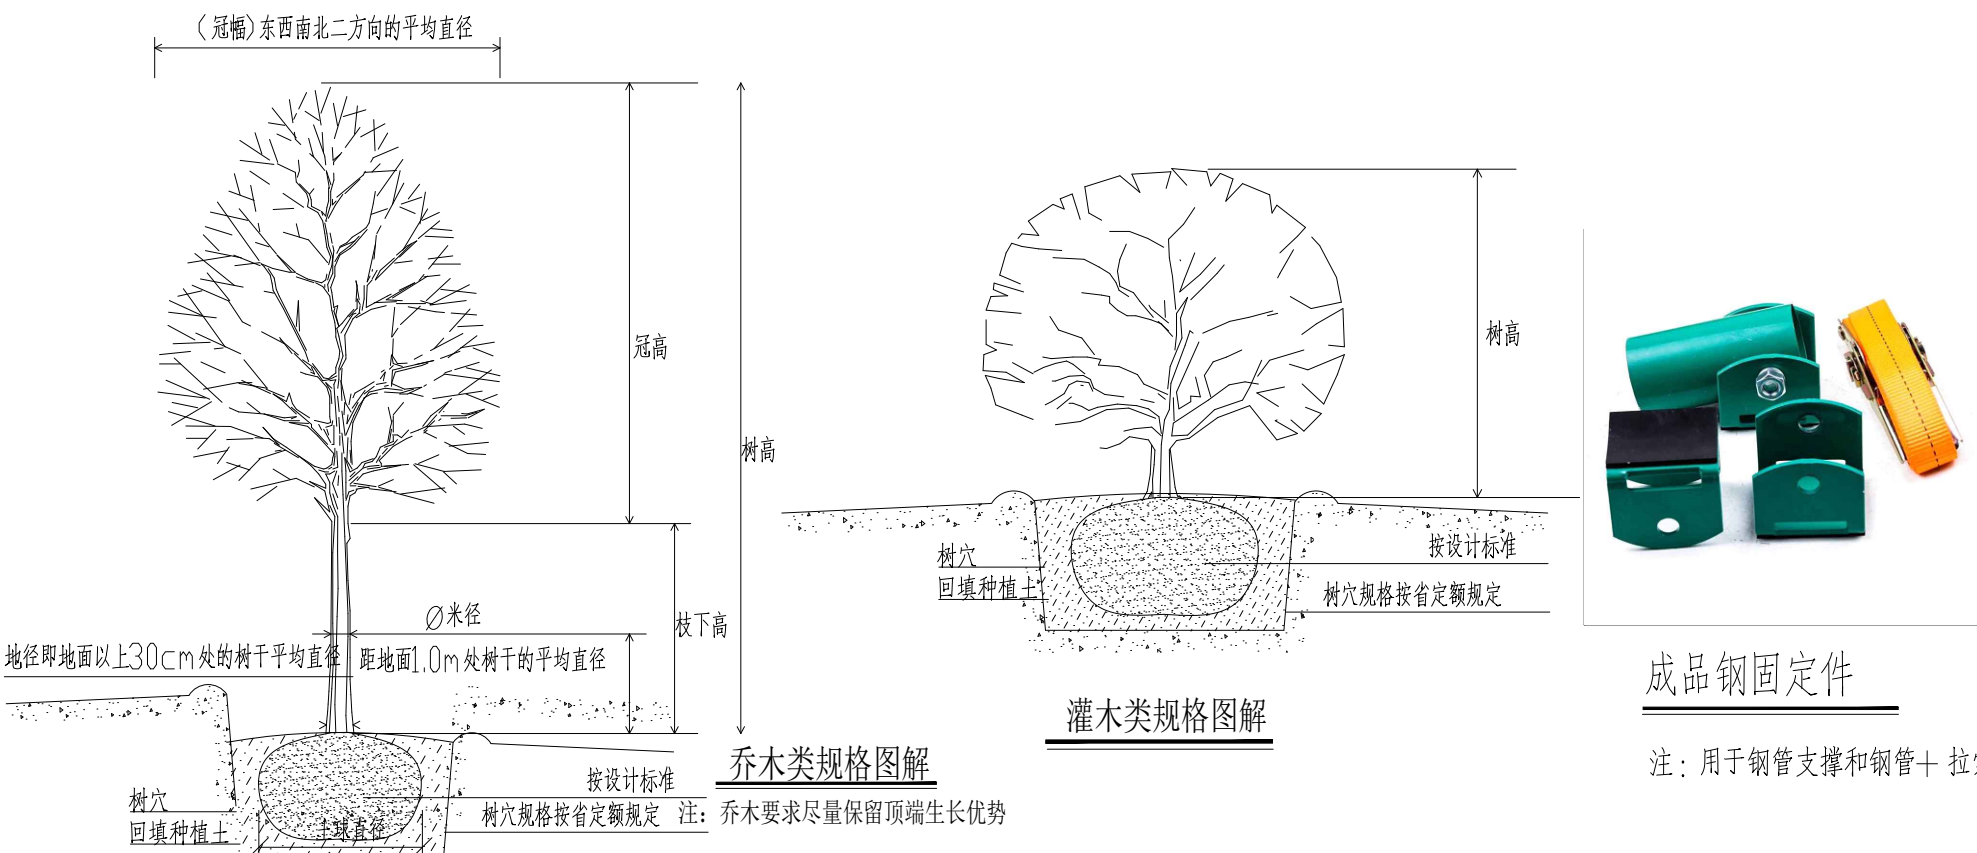 （冠幅）东西南北二方向的平均直径
冠高
树高
枝下高
∅米径
地径即地面以上30cm处的树干平均直径
距地面1.0m处树干的平均直径
按设计标准
树穴
树穴规格按省定额规定
回填种植土
土球直径
乔木类规格图解
注：乔木要求尽量保留顶端生长优势
树高
树穴
按设计标准
回填种植土
树穴规格按省定额规定
灌木类规格图解
成品钢固定件
注：用于钢管支撑和钢管＋拉